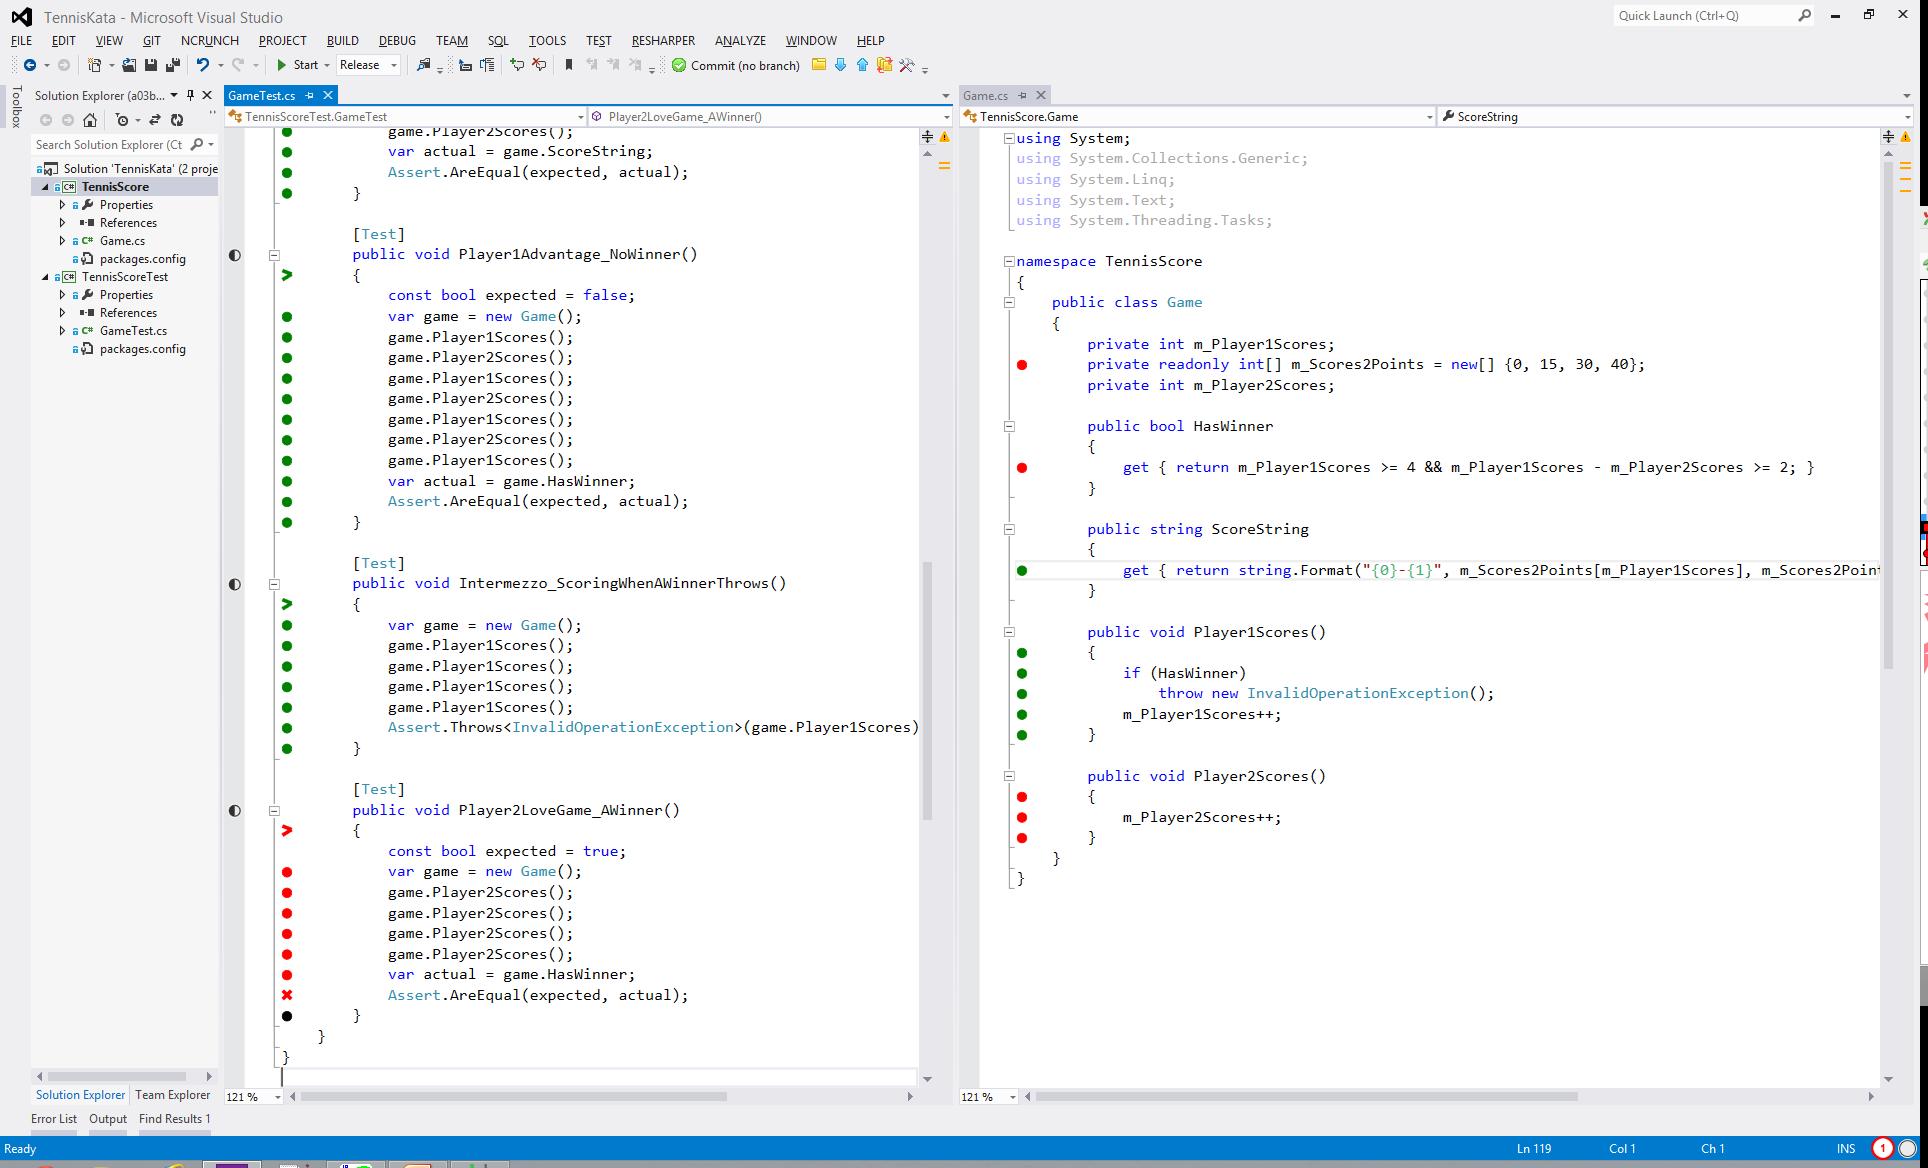 TennisKata - Microsoft Visual Studio
Quick Launch (Ctrl+Q)
FILE EDIT VIEW GIT NCRUNCH PROJECT BUILD DEBUG TEAM SQL TOOLS TEST RESHARPER ANALYZE WINDOW HELP
Start Release Commit (no branch)
Toolbox
Solution Explorer (a03b...
Search Solution Explorer (Ct
Solution 'TennisKata' (2 proje
TennisScore
Properties
References
Game.cs
packages.config
TennisScoreTest
Properties
References
GameTest.cs
packages.config
Solution Explorer Team Explorer
GameTest.cs
TennisScoreTest.GameTest Player2LoveGame_AWinner()
game.Player2Scores();
var actual = game.ScoreString;
Assert.AreEqual(expected, actual);
}
[Test]
public void Player1Advantage_NoWinner()
{
const bool expected = false;
var game = new Game();
game.Player1Scores();
game.Player2Scores();
game.Player1Scores();
game.Player2Scores();
game.Player1Scores();
game.Player2Scores();
game.Player1Scores();
var actual = game.HasWinner;
Assert.AreEqual(expected, actual);
}
[Test]
public void Intermezzo_ScoringWhenAWinnerThrows()
{
var game = new Game();
game.Player1Scores();
game.Player1Scores();
game.Player1Scores();
game.Player1Scores();
Assert.Throws<InvalidOperationException>(game.Player1Scores)
}
[Test]
public void Player2LoveGame_AWinner()
{
const bool expected = true;
var game = new Game();
game.Player2Scores();
game.Player2Scores();
game.Player2Scores();
game.Player2Scores();
var actual = game.HasWinner;
Assert.AreEqual(expected, actual);
}
}
}
121 %
Game.cs
TennisScore.Game ScoreString
using System;
using System.Collections.Generic;
using System.Linq;
using System.Text;
using System.Threading.Tasks;
namespace TennisScore
{
public class Game
{
private int m_Player1Scores;
private readonly int[] m_Scores2Points = new[] {0, 15, 30, 40};
private int m_Player2Scores;
public bool HasWinner
{
get { return m_Player1Scores >= 4 && m_Player1Scores - m_Player2Scores >= 2; }
}
public string ScoreString
{
get { return string.Format("{0}-{1}", m_Scores2Points[m_Player1Scores], m_Scores2Point
}
public void Player1Scores()
{
if (HasWinner)
throw new InvalidOperationException();
m_Player1Scores++;
}
public void Player2Scores()
{
m_Player2Scores++;
}
}
}
121 %
Error List Output Find Results 1
Ready Ln 119 Col 1 Ch 1 INS 1